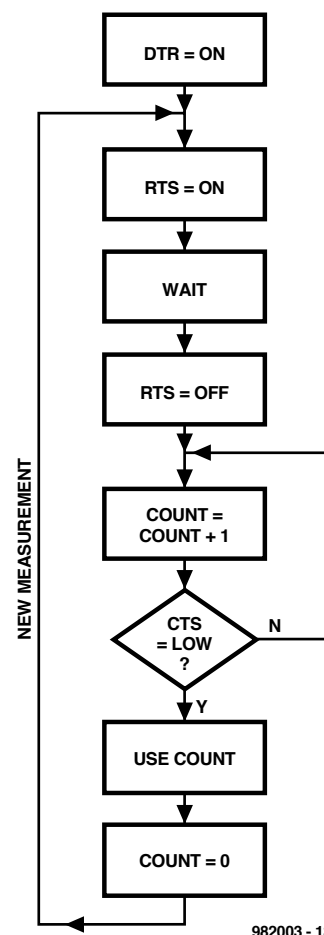 DTR = ON
RTS = ON
WAIT
RTS = OFF
NEW MEASUREMENT
COUNT =
COUNT + 1
CTS
= LOW
?
N
Y
USE COUNT
COUNT = 0